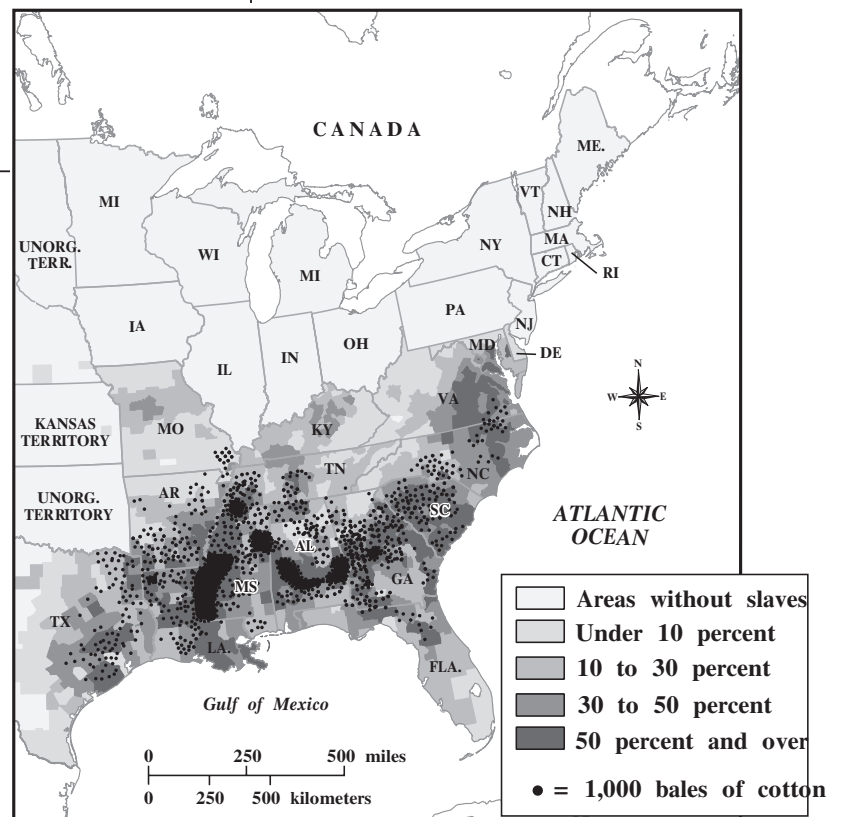 CANADA
ME.
VT
NH
MI
NY
MA
UNORG.
TERR.
WI
CT
RI
MI
PA
NJ
IA
OH
MD
DE
IN
IL
N
W
E
S
VA
KANSAS
TERRITORY
MO
KY
TN
NC
AR
UNORG.
TERRITORY
SC
ATLANTIC
OCEAN
AL
MS
GA
TX
LA.
FLA.
Gulf of Mexico
0 250 500 miles
0 250 500 kilometers
Areas without slaves
Under 10 percent
10 to 30 percent
30 to 50 percent
50 percent and over
= 1,000 bales of cotton